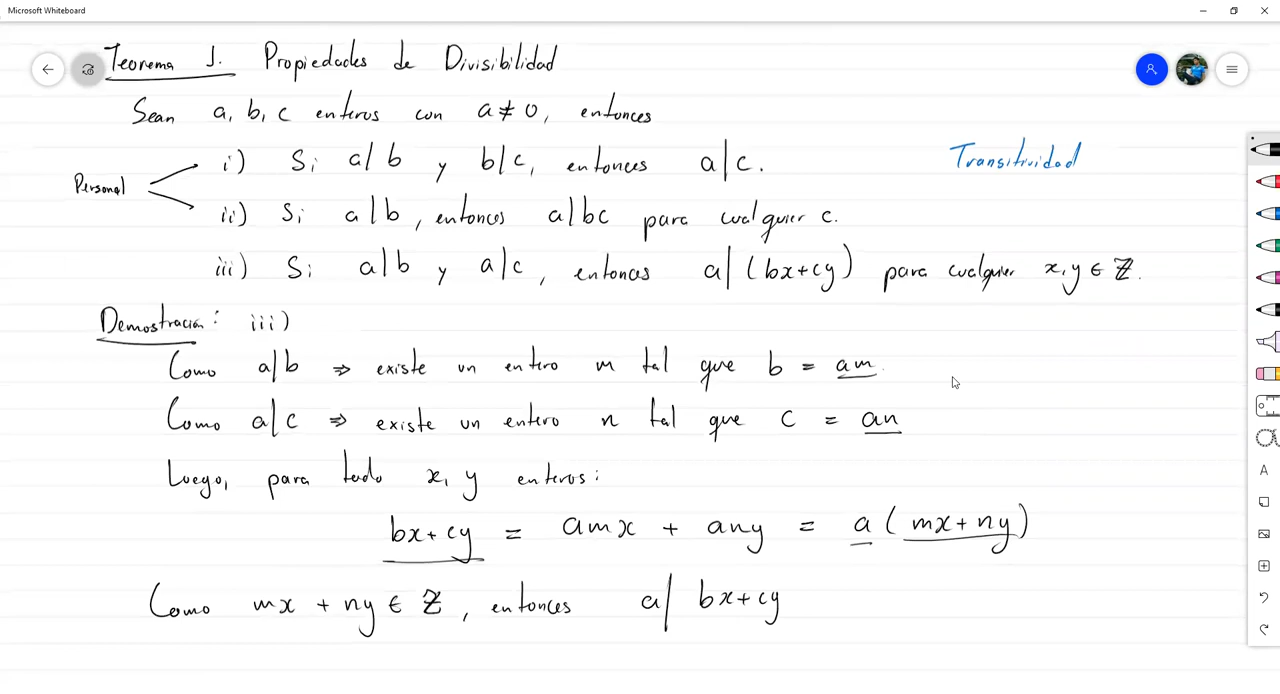 Microsoft Whiteboard
Teorema 1. Propiedades de Divisibilidad
Sean a, b, c enteros con a ≠ 0, entonces
i) Si a|b y b|c, entonces a|c. Transitividad
Personal
ii) Si a|b, entonces a|bc para cualquier c.
iii) Si a|b y a|c, entonces a|(bx+cy) para cualquier x,y ∈ ℤ.
Demostración: iii)
Como a|b ⇒ existe un entero m tal que b = am.
Como a|c ⇒ existe un entero n tal que c = an
Luego, para todo x, y enteros:
bx+cy = amx + any = a(mx+ny)
Como mx + ny ∈ ℤ, entonces a| bx+cy
A